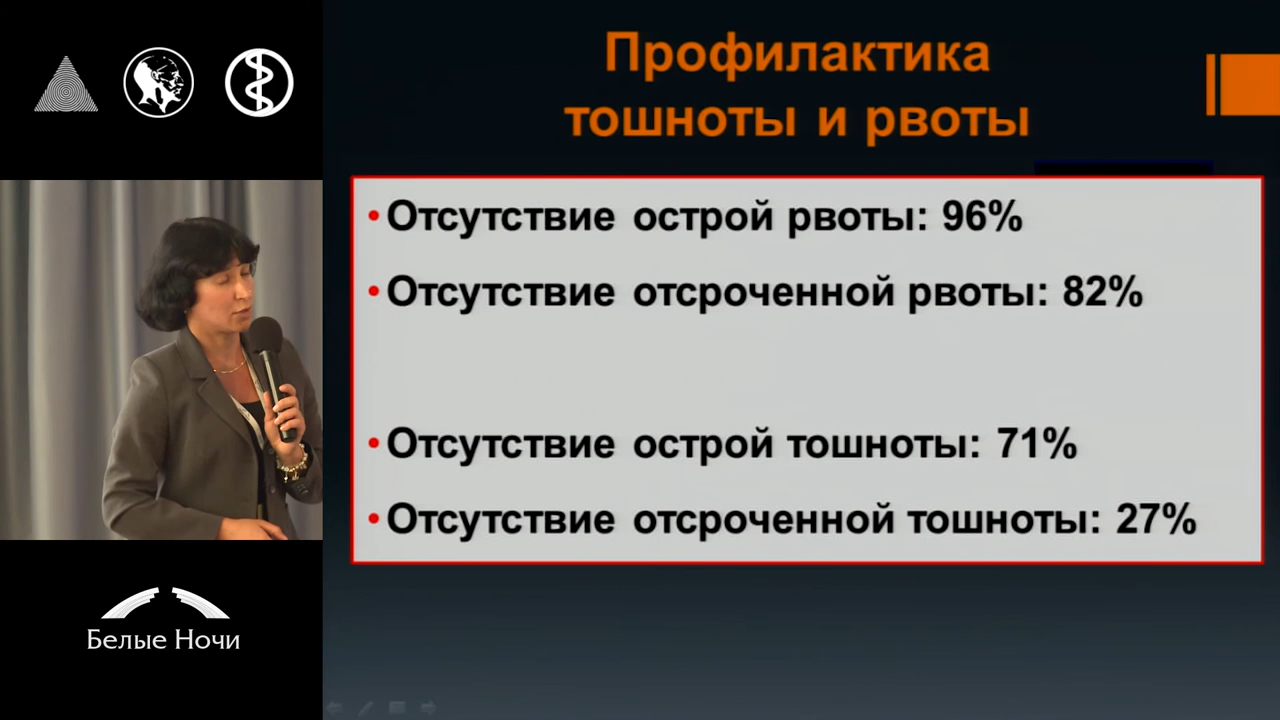 Профилактика
тошноты и рвоты
•Отсутствие острой рвоты: 96%
•Отсутствие отсроченной рвоты: 82%
•Отсутствие острой тошноты: 71%
•Отсутствие отсроченной тошноты: 27%
Белые Ночи